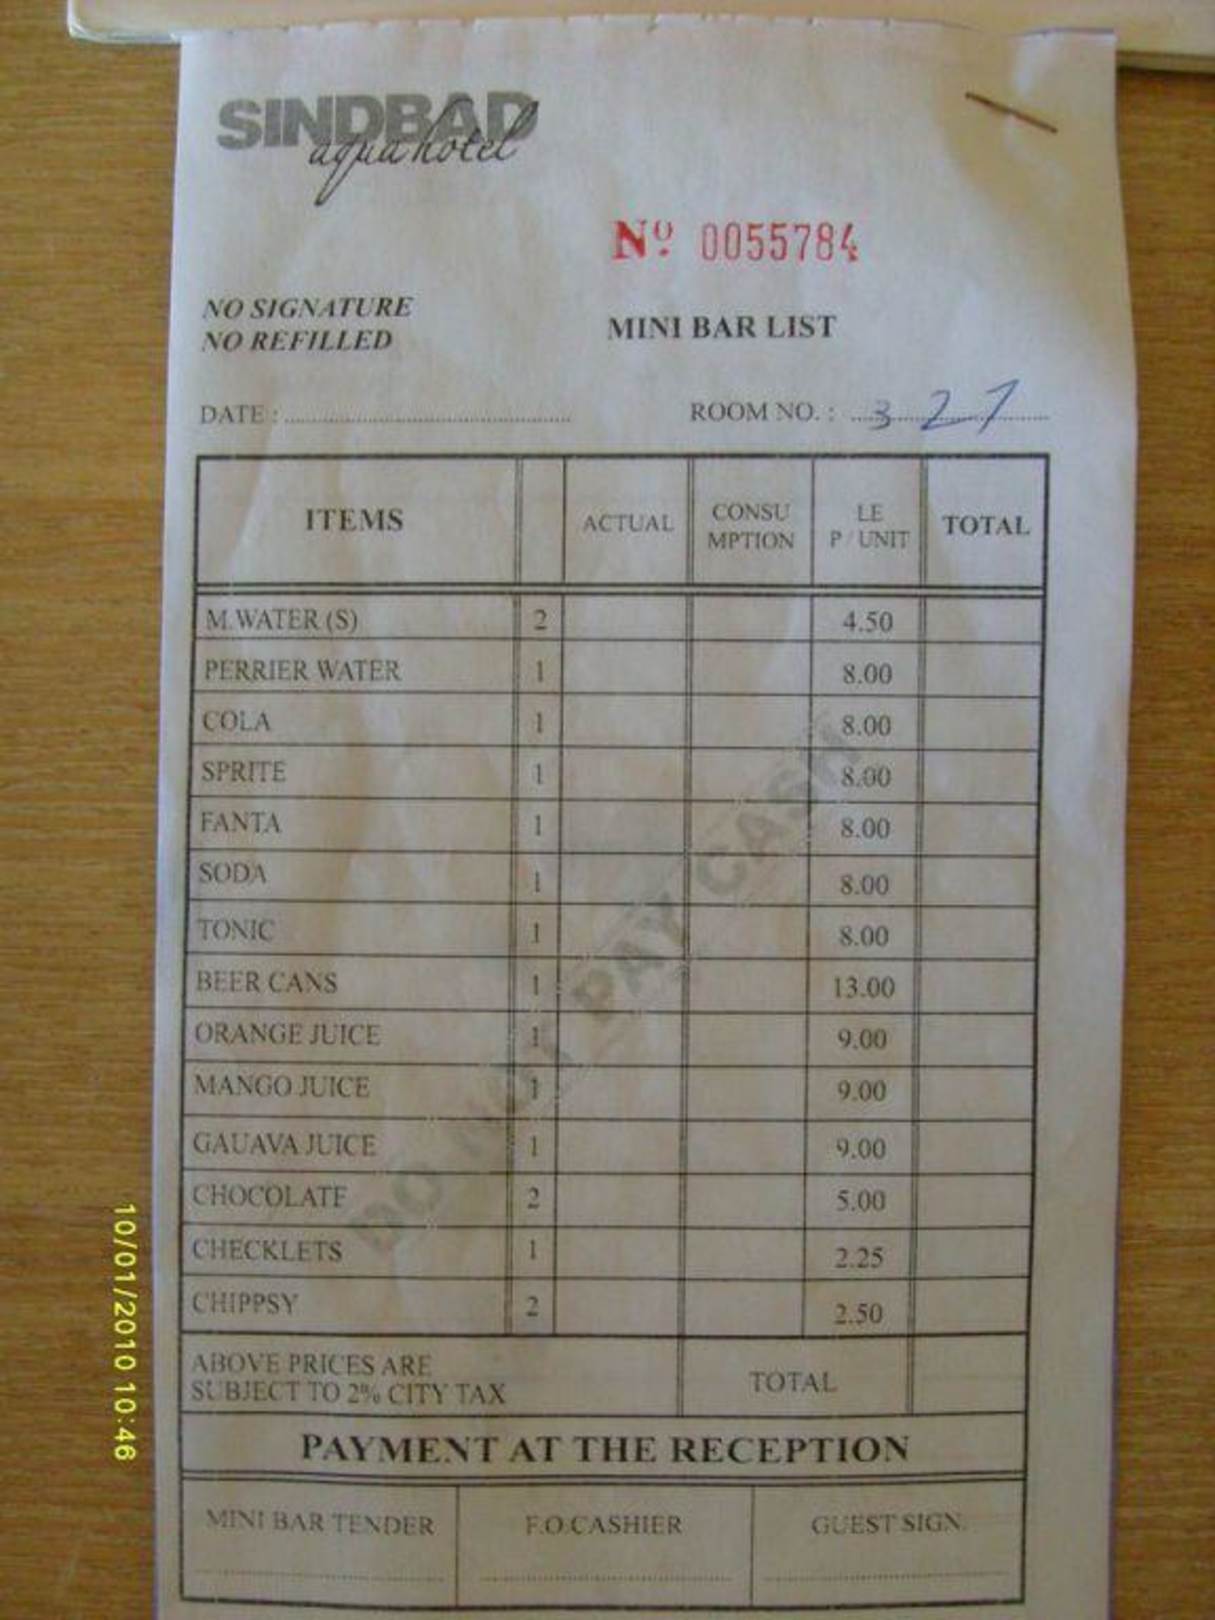 SINDBAD
aqua hotel
Nº 0055784
NO SIGNATURE
NO REFILLED
MINI BAR LIST
DATE : ROOM NO. : 327
ITEMS ACTUAL CONSU MPTION LE P / UNIT TOTAL
M.WATER (S) 2 4.50
PERRIER WATER 1 8.00
COLA 1 8.00
SPRITE 1 8.00
FANTA 1 8.00
SODA 1 8.00
TONIC 1 8.00
BEER CANS 1 13.00
ORANGE JUICE 1 9.00
MANGO JUICE 1 9.00
GAUAVA JUICE 1 9.00
CHOCOLATE 2 5.00
CHECKLETS 1 2.25
CHIPPSY 2 2.50
DO NOT PAY CASH
ABOVE PRICES ARE
SUBJECT TO 2% CITY TAX TOTAL
PAYMENT AT THE RECEPTION
MINI BAR TENDER F.O.CASHIER GUEST SIGN.
10/01/2010 10:46